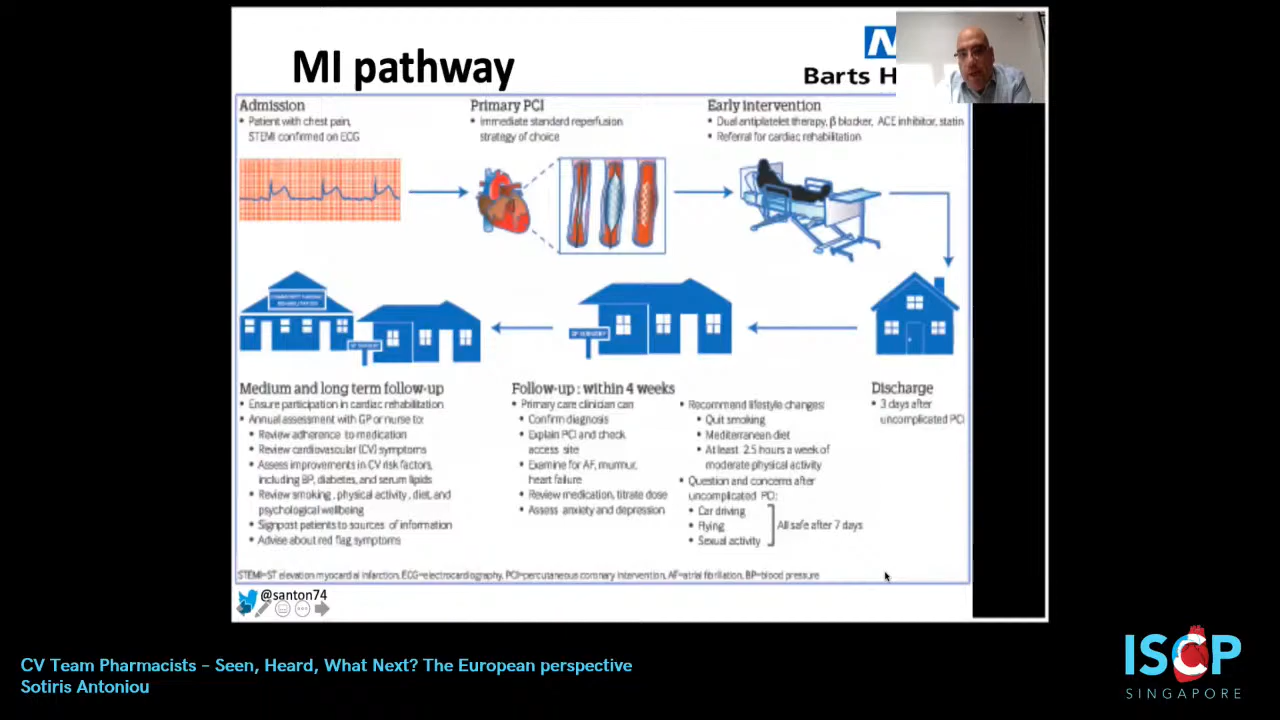 MI pathway
N
Barts H
Admission
• Patient with chest pain,
STEMI confirmed on ECG
Primary PCI
• Immediate standard reperfusion
strategy of choice
Early intervention
• Dual antiplatelet therapy, β blocker, ACE inhibitor, statin
• Referral for cardiac rehabilitation
GP SURGERY
Medium and long term follow-up
• Ensure participation in cardiac rehabilitation
• Annual assessment with GP or nurse to:
• Review adherence to medication
• Review cardiovascular (CV) symptoms
• Assess improvements in CV risk factors,
including BP, diabetes, and serum lipids
• Review smoking, physical activity, diet, and
psychological wellbeing
• Signpost patients to sources of information
• Advise about red flag symptoms
Follow-up : within 4 weeks
• Primary care clinician can
• Confirm diagnosis
• Explain PCI and check
access site
• Examine for AF, murmur,
heart failure
• Review medication, titrate dose
• Assess anxiety and depression
• Recommend lifestyle changes:
• Quit smoking
• Mediterranean diet
• At least 2.5 hours a week of
moderate physical activity
• Question and concerns after
uncomplicated PCI:
• Car driving
• Flying
• Sexual activity
All safe after 7 days
Discharge
• 3 days after
uncomplicated PCI
STEMI=ST elevation myocardial infarction, ECG=electrocardiography, PCI=percutaneous coronary intervention, AF=atrial fibrillation, BP=blood pressure
@santon74
CV Team Pharmacists – Seen, Heard, What Next? The European perspective
Sotiris Antoniou
ISCP
SINGAPORE